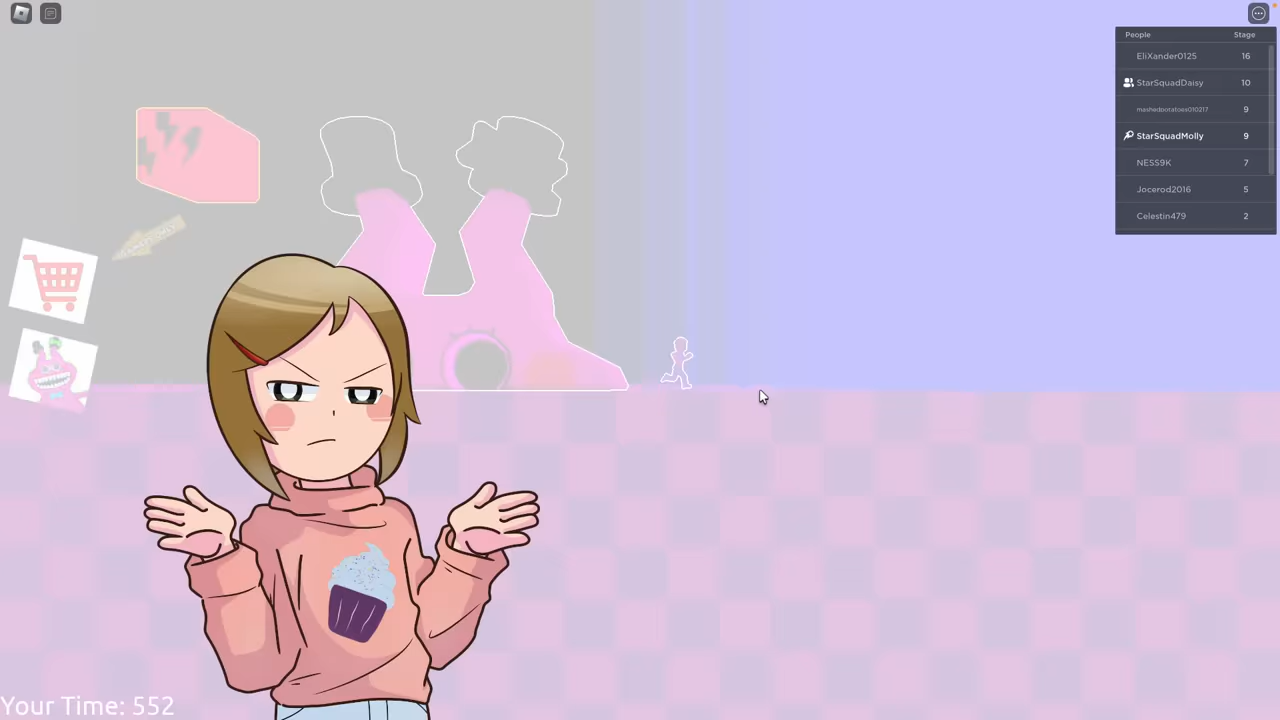 People Stage
EliXander0125 16
StarSquadDaisy 10
mashedpotatoes010217 9
StarSquadMolly 9
NESS9K 7
Jocerod2016 5
Celestin479 2
Your Time: 552